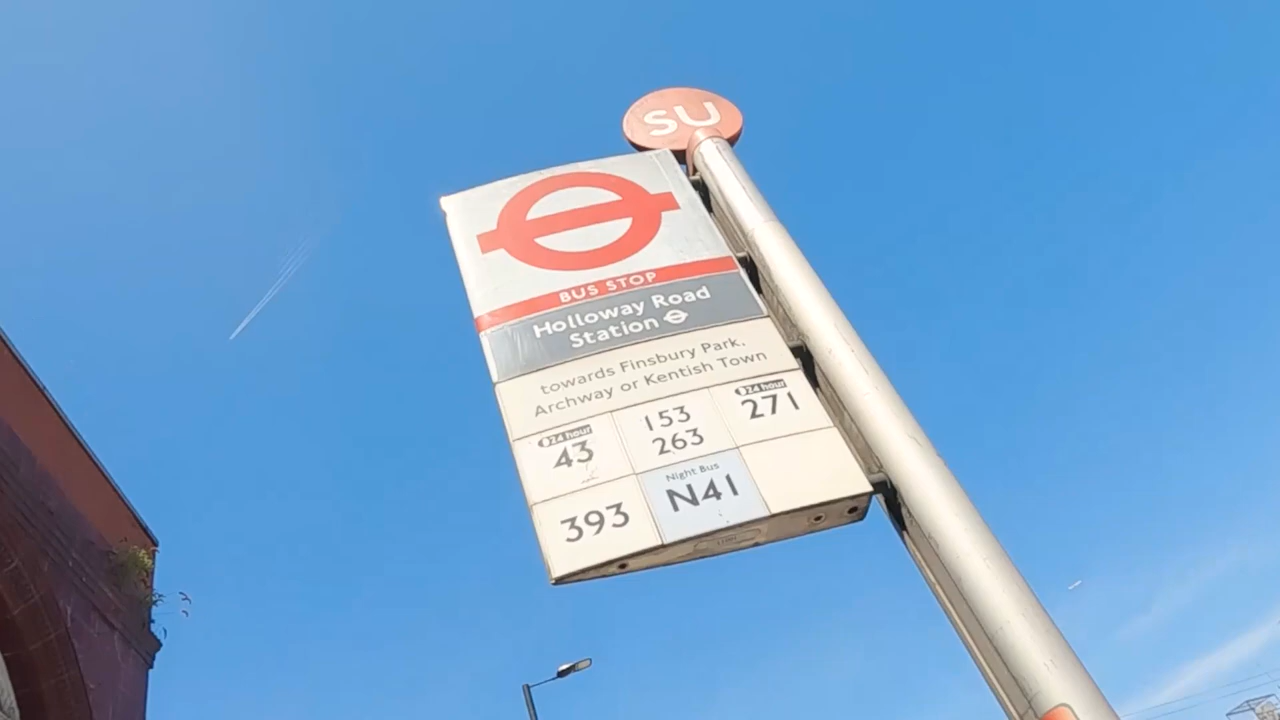 SU
BUS STOP
Holloway Road
Station
towards Finsbury Park,
Archway or Kentish Town
24 hour
43
153
263
24 hour
271
393
Night Bus
N41